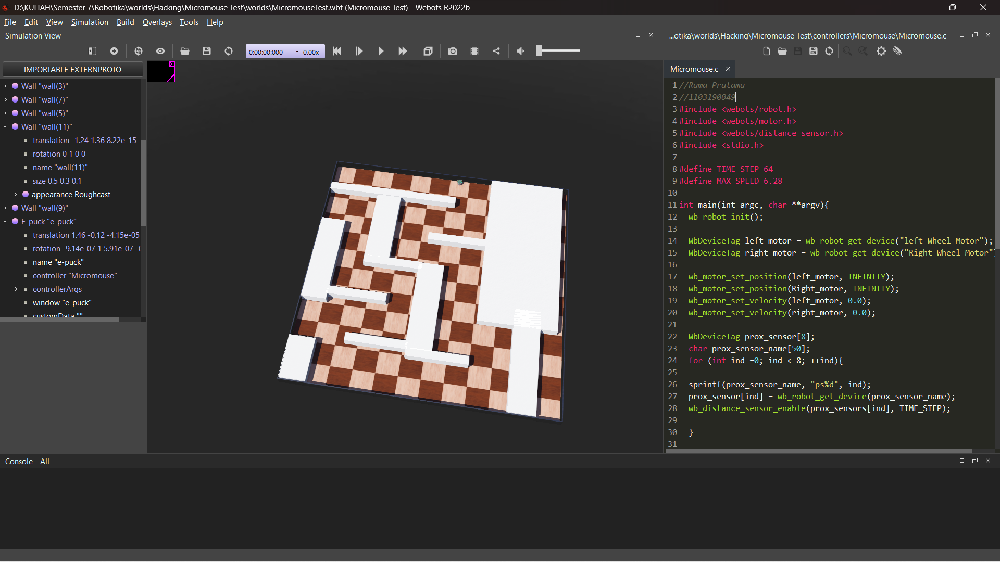 D:\KULIAH\Semester 7\Robotika\worlds\Hacking\Micromouse Test\worlds\MicromouseTest.wbt (Micromouse Test) - Webots R2022b
File Edit View Simulation Build Overlays Tools Help
Simulation View
0:00:00:000 - 0.00x
IMPORTABLE EXTERNPROTO
Wall "wall(3)"
Wall "wall(7)"
Wall "wall(5)"
Wall "wall(11)"
translation -1.24 1.36 8.22e-15
rotation 0 1 0 0
name "wall(11)"
size 0.5 0.3 0.1
appearance Roughcast
Wall "wall(9)"
E-puck "e-puck"
translation 1.46 -0.12 -4.15e-05
rotation -9.14e-07 1 5.91e-07 -0
name "e-puck"
controller "Micromouse"
controllerArgs
window "e-puck"
customData ""
...otika\worlds\Hacking\Micromouse Test\controllers\Micromouse\Micromouse.c
Micromouse.c
1 //Rama Pratama
2 //1103190049
3 #include <webots/robot.h>
4 #include <webots/motor.h>
5 #include <webots/distance_sensor.h>
6 #include <stdio.h>
7
8 #define TIME_STEP 64
9 #define MAX_SPEED 6.28
10
11 int main(int argc, char **argv){
12 wb_robot_init();
13
14 WbDeviceTag left_motor = wb_robot_get_device("left Wheel Motor");
15 WbDeviceTag right_motor = wb_robot_get_device("Right Wheel Motor")
16
17 wb_motor_set_position(left_motor, INFINITY);
18 wb_motor_set_position(Right_motor, INFINITY);
19 wb_motor_set_velocity(left_motor, 0.0);
20 wb_motor_set_velocity(right_motor, 0.0);
21
22 WbDeviceTag prox_sensor[8];
23 char prox_sensor_name[50];
24 for (int ind =0; ind < 8; ++ind){
25
26 sprintf(prox_sensor_name, "ps%d", ind);
27 prox_sensor[ind] = wb_robot_get_device(prox_sensor_name);
28 wb_distance_sensor_enable(prox_sensors[ind], TIME_STEP);
29
30 }
31
Console - All